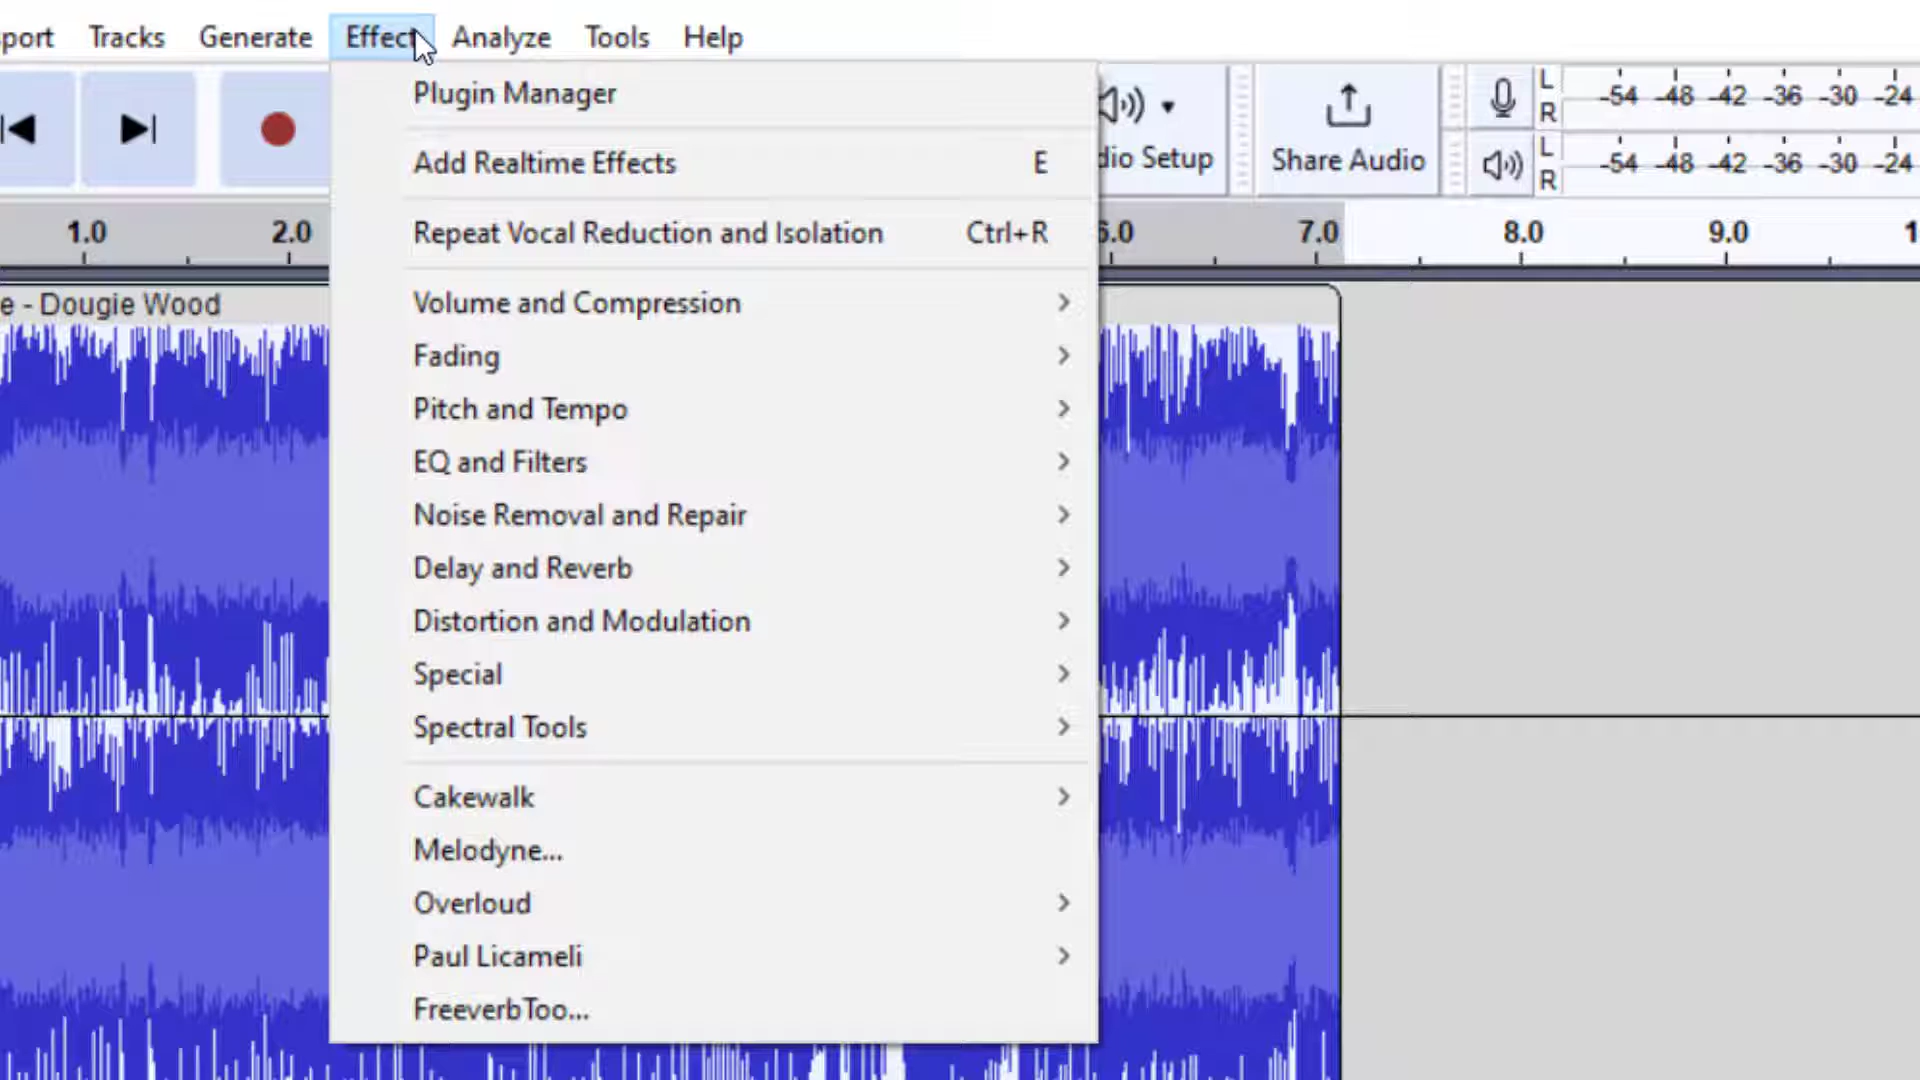 port Tracks Generate Effect Analyze Tools Help
Plugin Manager
Add Realtime Effects E
Repeat Vocal Reduction and Isolation Ctrl+R
Volume and Compression
Fading
Pitch and Tempo
EQ and Filters
Noise Removal and Repair
Delay and Reverb
Distortion and Modulation
Special
Spectral Tools
Cakewalk
Melodyne...
Overloud
Paul Licameli
FreeverbToo...
dio Setup
Share Audio
L
R
-54 -48 -42 -36 -30 -24
L
R
-54 -48 -42 -36 -30 -24
1.0 2.0 6.0 7.0 8.0 9.0 1
e - Dougie Wood